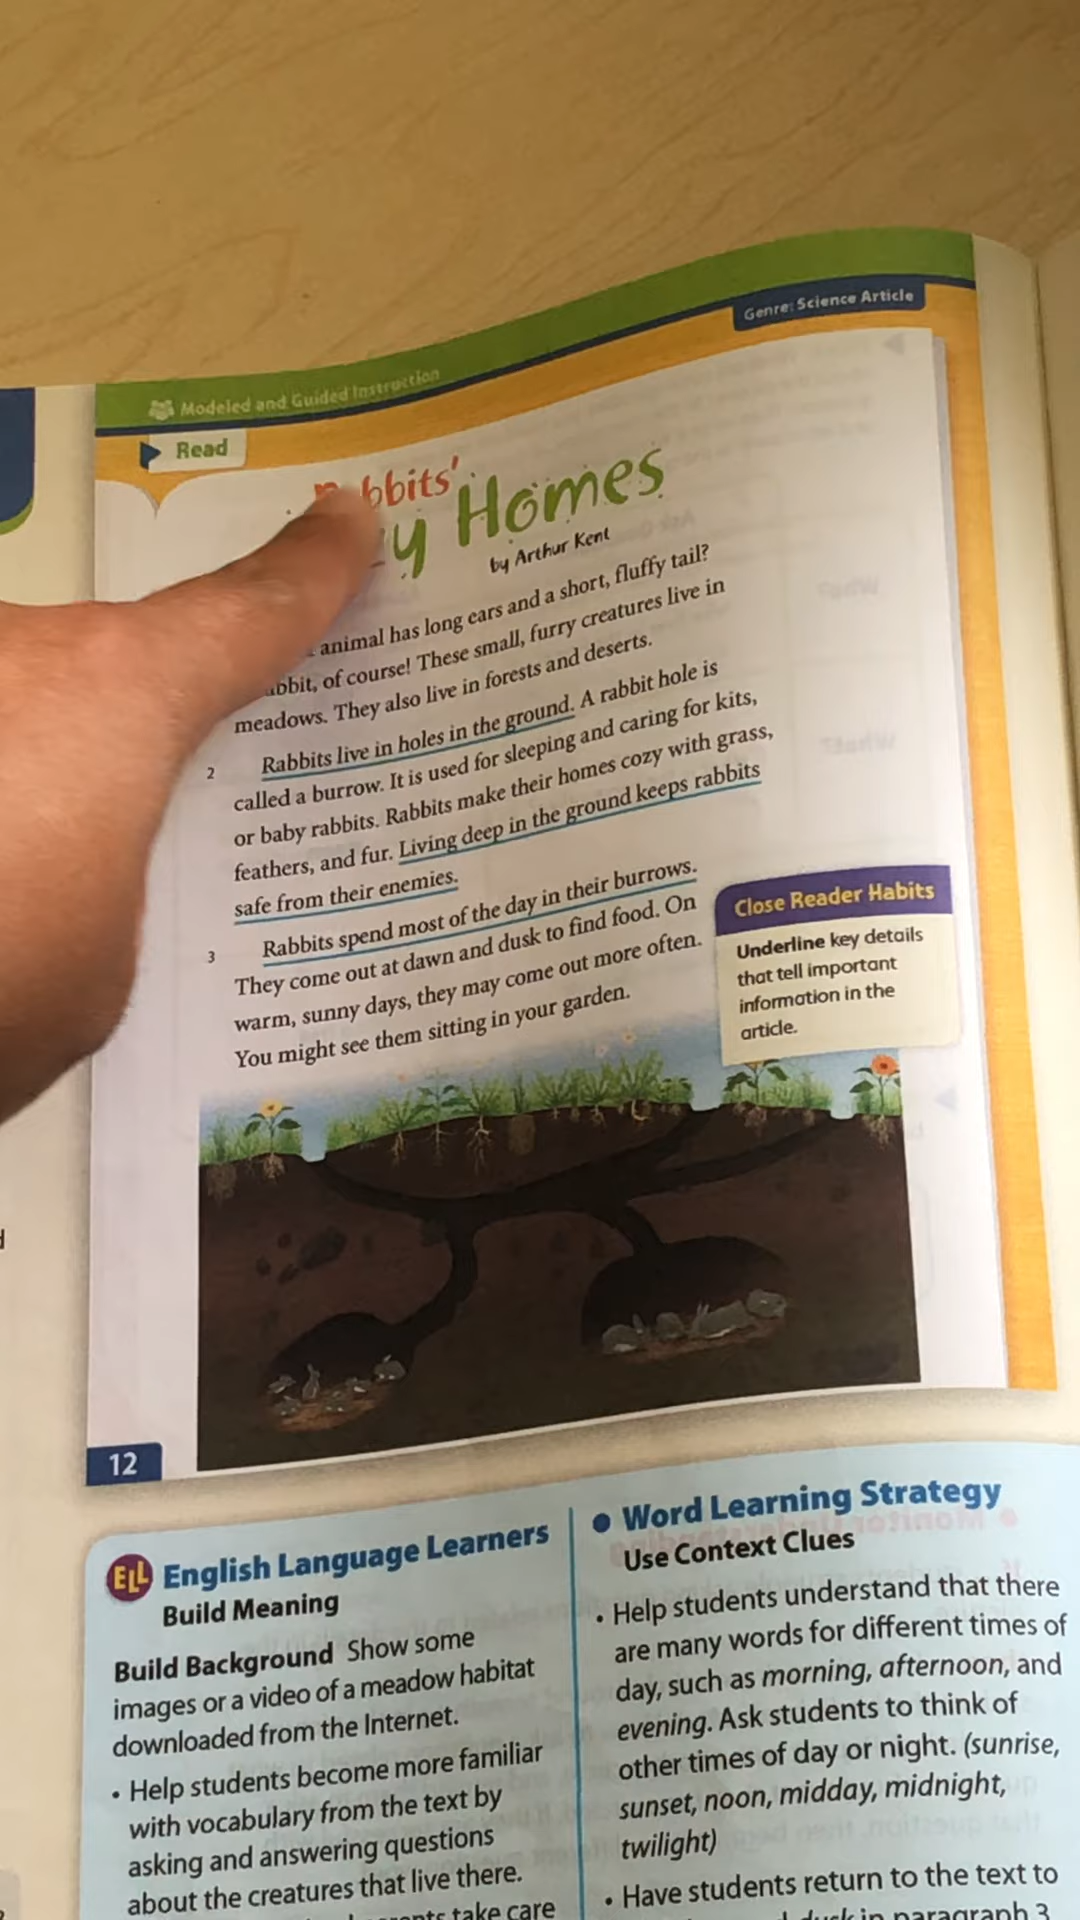 Genre: Science Article
Modeled and Guided Instruction
Read
Homes
by Arthur Kent
animal has long ears and a short, fluffy tail?
of course! These small, furry creatures live in
meadows. They also live in forests and deserts.
2 Rabbits live in holes in the ground. A rabbit hole is
called a burrow. It is used for sleeping and caring for kits,
or baby rabbits. Rabbits make their homes cozy with grass,
feathers, and fur. Living deep in the ground keeps rabbits
safe from their enemies.
3 Rabbits spend most of the day in their burrows.
They come out at dawn and dusk to find food. On
warm, sunny days, they may come out more often.
You might see them sitting in your garden.
Close Reader Habits
Underline key details
that tell important
information in the
article.
12
ELL English Language Learners
Build Meaning
Build Background Show some
images or a video of a meadow habitat
downloaded from the Internet.
• Help students become more familiar
with vocabulary from the text by
asking and answering questions
about the creatures that live there.
take care
• Word Learning Strategy
Use Context Clues
• Help students understand that there
are many words for different times of
day, such as morning, afternoon, and
evening. Ask students to think of
other times of day or night. (sunrise,
sunset, noon, midday, midnight,
twilight)
• Have students return to the text to
in paragraph 3